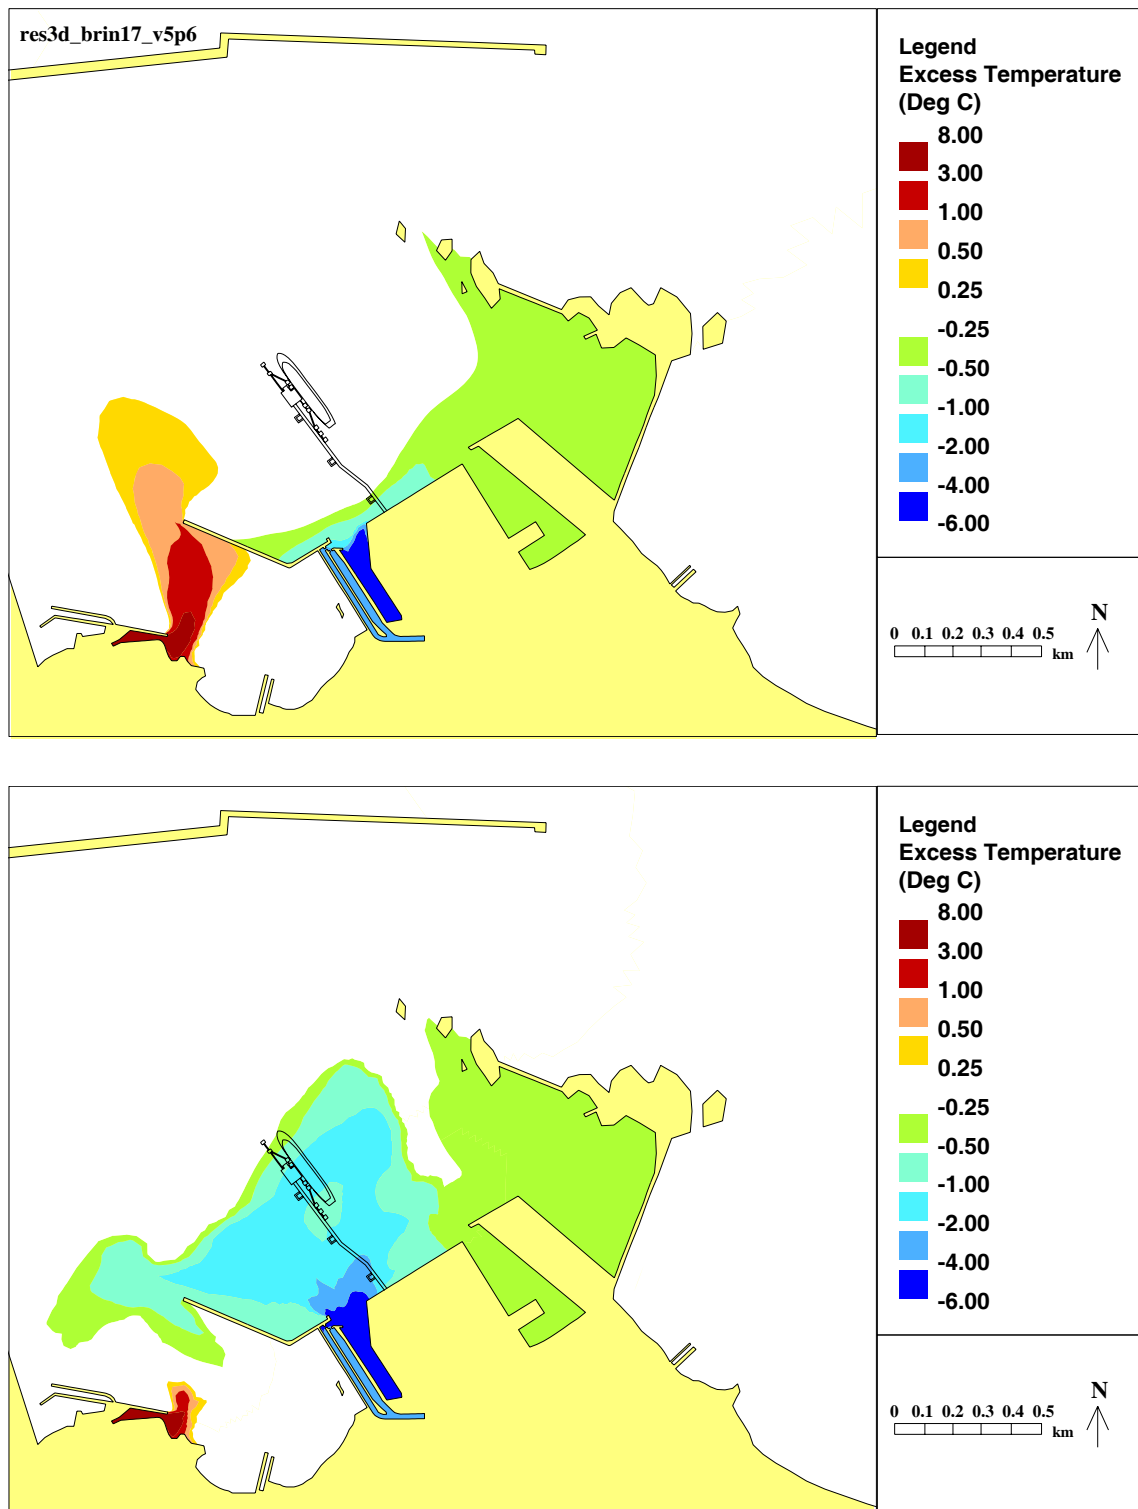 res3d_brin17_v5p6
Legend
Excess Temperature
(Deg C)
8.00
3.00
1.00
0.50
0.25
-0.25
-0.50
-1.00
-2.00
-4.00
-6.00
N
0 0.1 0.2 0.3 0.4 0.5
km
Legend
Excess Temperature
(Deg C)
8.00
3.00
1.00
0.50
0.25
-0.25
-0.50
-1.00
-2.00
-4.00
-6.00
N
0 0.1 0.2 0.3 0.4 0.5
km